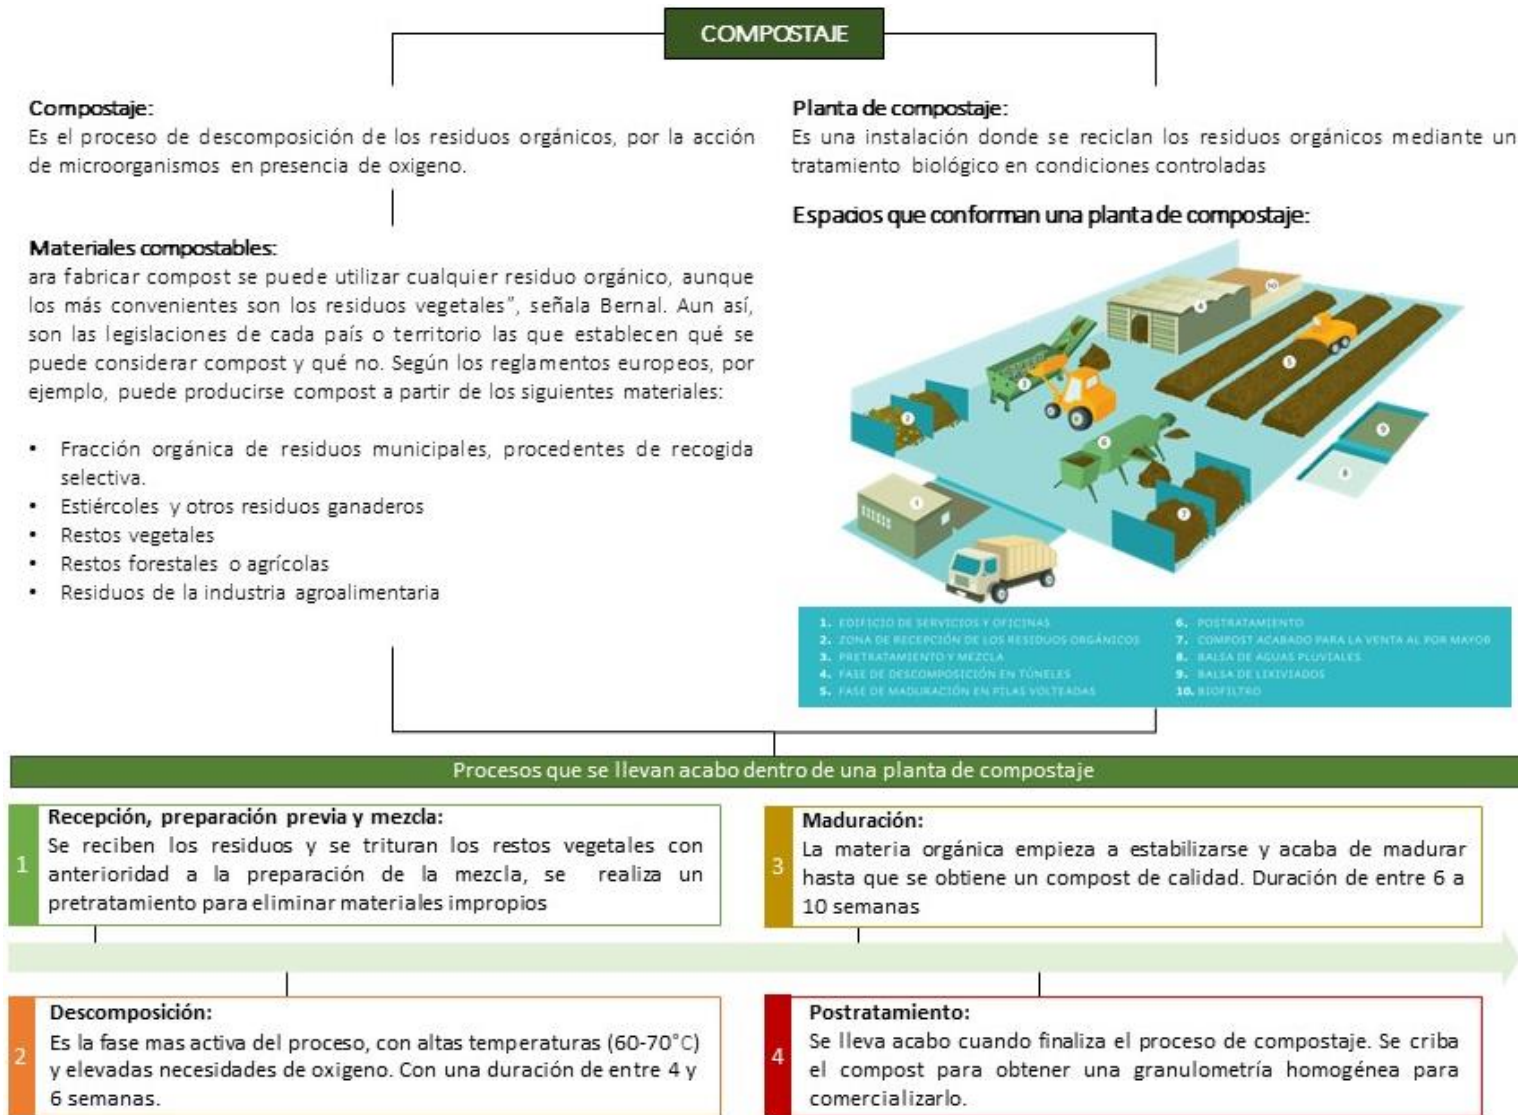 COMPOSTAJE
Compostaje:
Es el proceso de descomposición de los residuos orgánicos, por la acción
de microorganismos en presencia de oxigeno.
Materiales compostables:
ara fabricar compost se puede utilizar cualquier residuo orgánico, aunque
los más convenientes son los residuos vegetales”, señala Bernal. Aun así,
son las legislaciones de cada país o territorio las que establecen qué se
puede considerar compost y qué no. Según los reglamentos europeos, por
ejemplo, puede producirse compost a partir de los siguientes materiales:
• Fracción orgánica de residuos municipales, procedentes de recogida
selectiva.
• Estiércoles y otros residuos ganaderos
• Restos vegetales
• Restos forestales o agrícolas
• Residuos de la industria agroalimentaria
Planta de compostaje:
Es una instalación donde se reciclan los residuos orgánicos mediante un
tratamiento biológico en condiciones controladas
Espacios que conforman una planta de compostaje:
10
4
5
3
2
9
6
8
7
1
1. EDIFICIO DE SERVICIOS Y OFICINAS
2. ZONA DE RECEPCIÓN DE LOS RESIDUOS ORGÁNICOS
3. PRETRATAMIENTO Y MEZCLA
4. FASE DE DESCOMPOSICIÓN EN TÚNELES
5. FASE DE MADURACIÓN EN PILAS VOLTEADAS
6. POSTRATAMIENTO
7. COMPOST ACABADO PARA LA VENTA AL POR MAYOR
8. BALSA DE AGUAS PLUVIALES
9. BALSA DE LIXIVIADOS
10. BIOFILTRO
Procesos que se llevan acabo dentro de una planta de compostaje
1
Recepción, preparación previa y mezcla:
Se reciben los residuos y se trituran los restos vegetales con
anterioridad a la preparación de la mezcla, se realiza un
pretratamiento para eliminar materiales impropios
2
Descomposición:
Es la fase mas activa del proceso, con altas temperaturas (60-70°C)
y elevadas necesidades de oxigeno. Con una duración de entre 4 y
6 semanas.
3
Maduración:
La materia orgánica empieza a estabilizarse y acaba de madurar
hasta que se obtiene un compost de calidad. Duración de entre 6 a
10 semanas
4
Postratamiento:
Se lleva acabo cuando finaliza el proceso de compostaje. Se criba
el compost para obtener una granulometría homogénea para
comercializarlo.